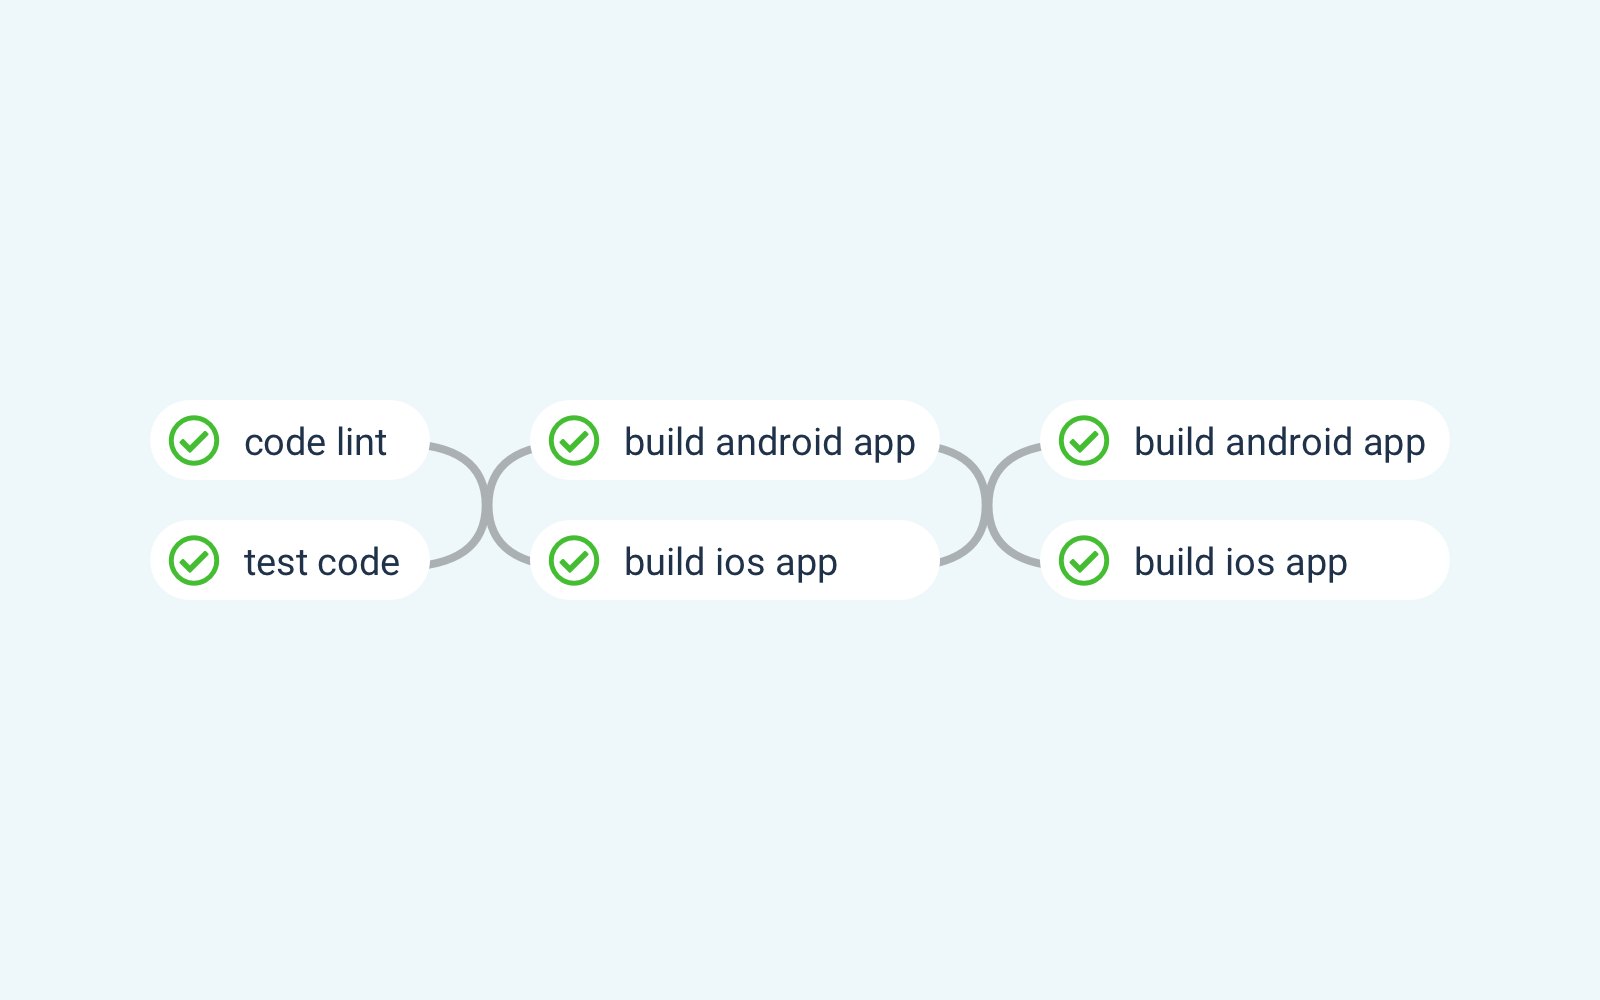 code lint
build android app
build android app
test code
build ios app
build ios app